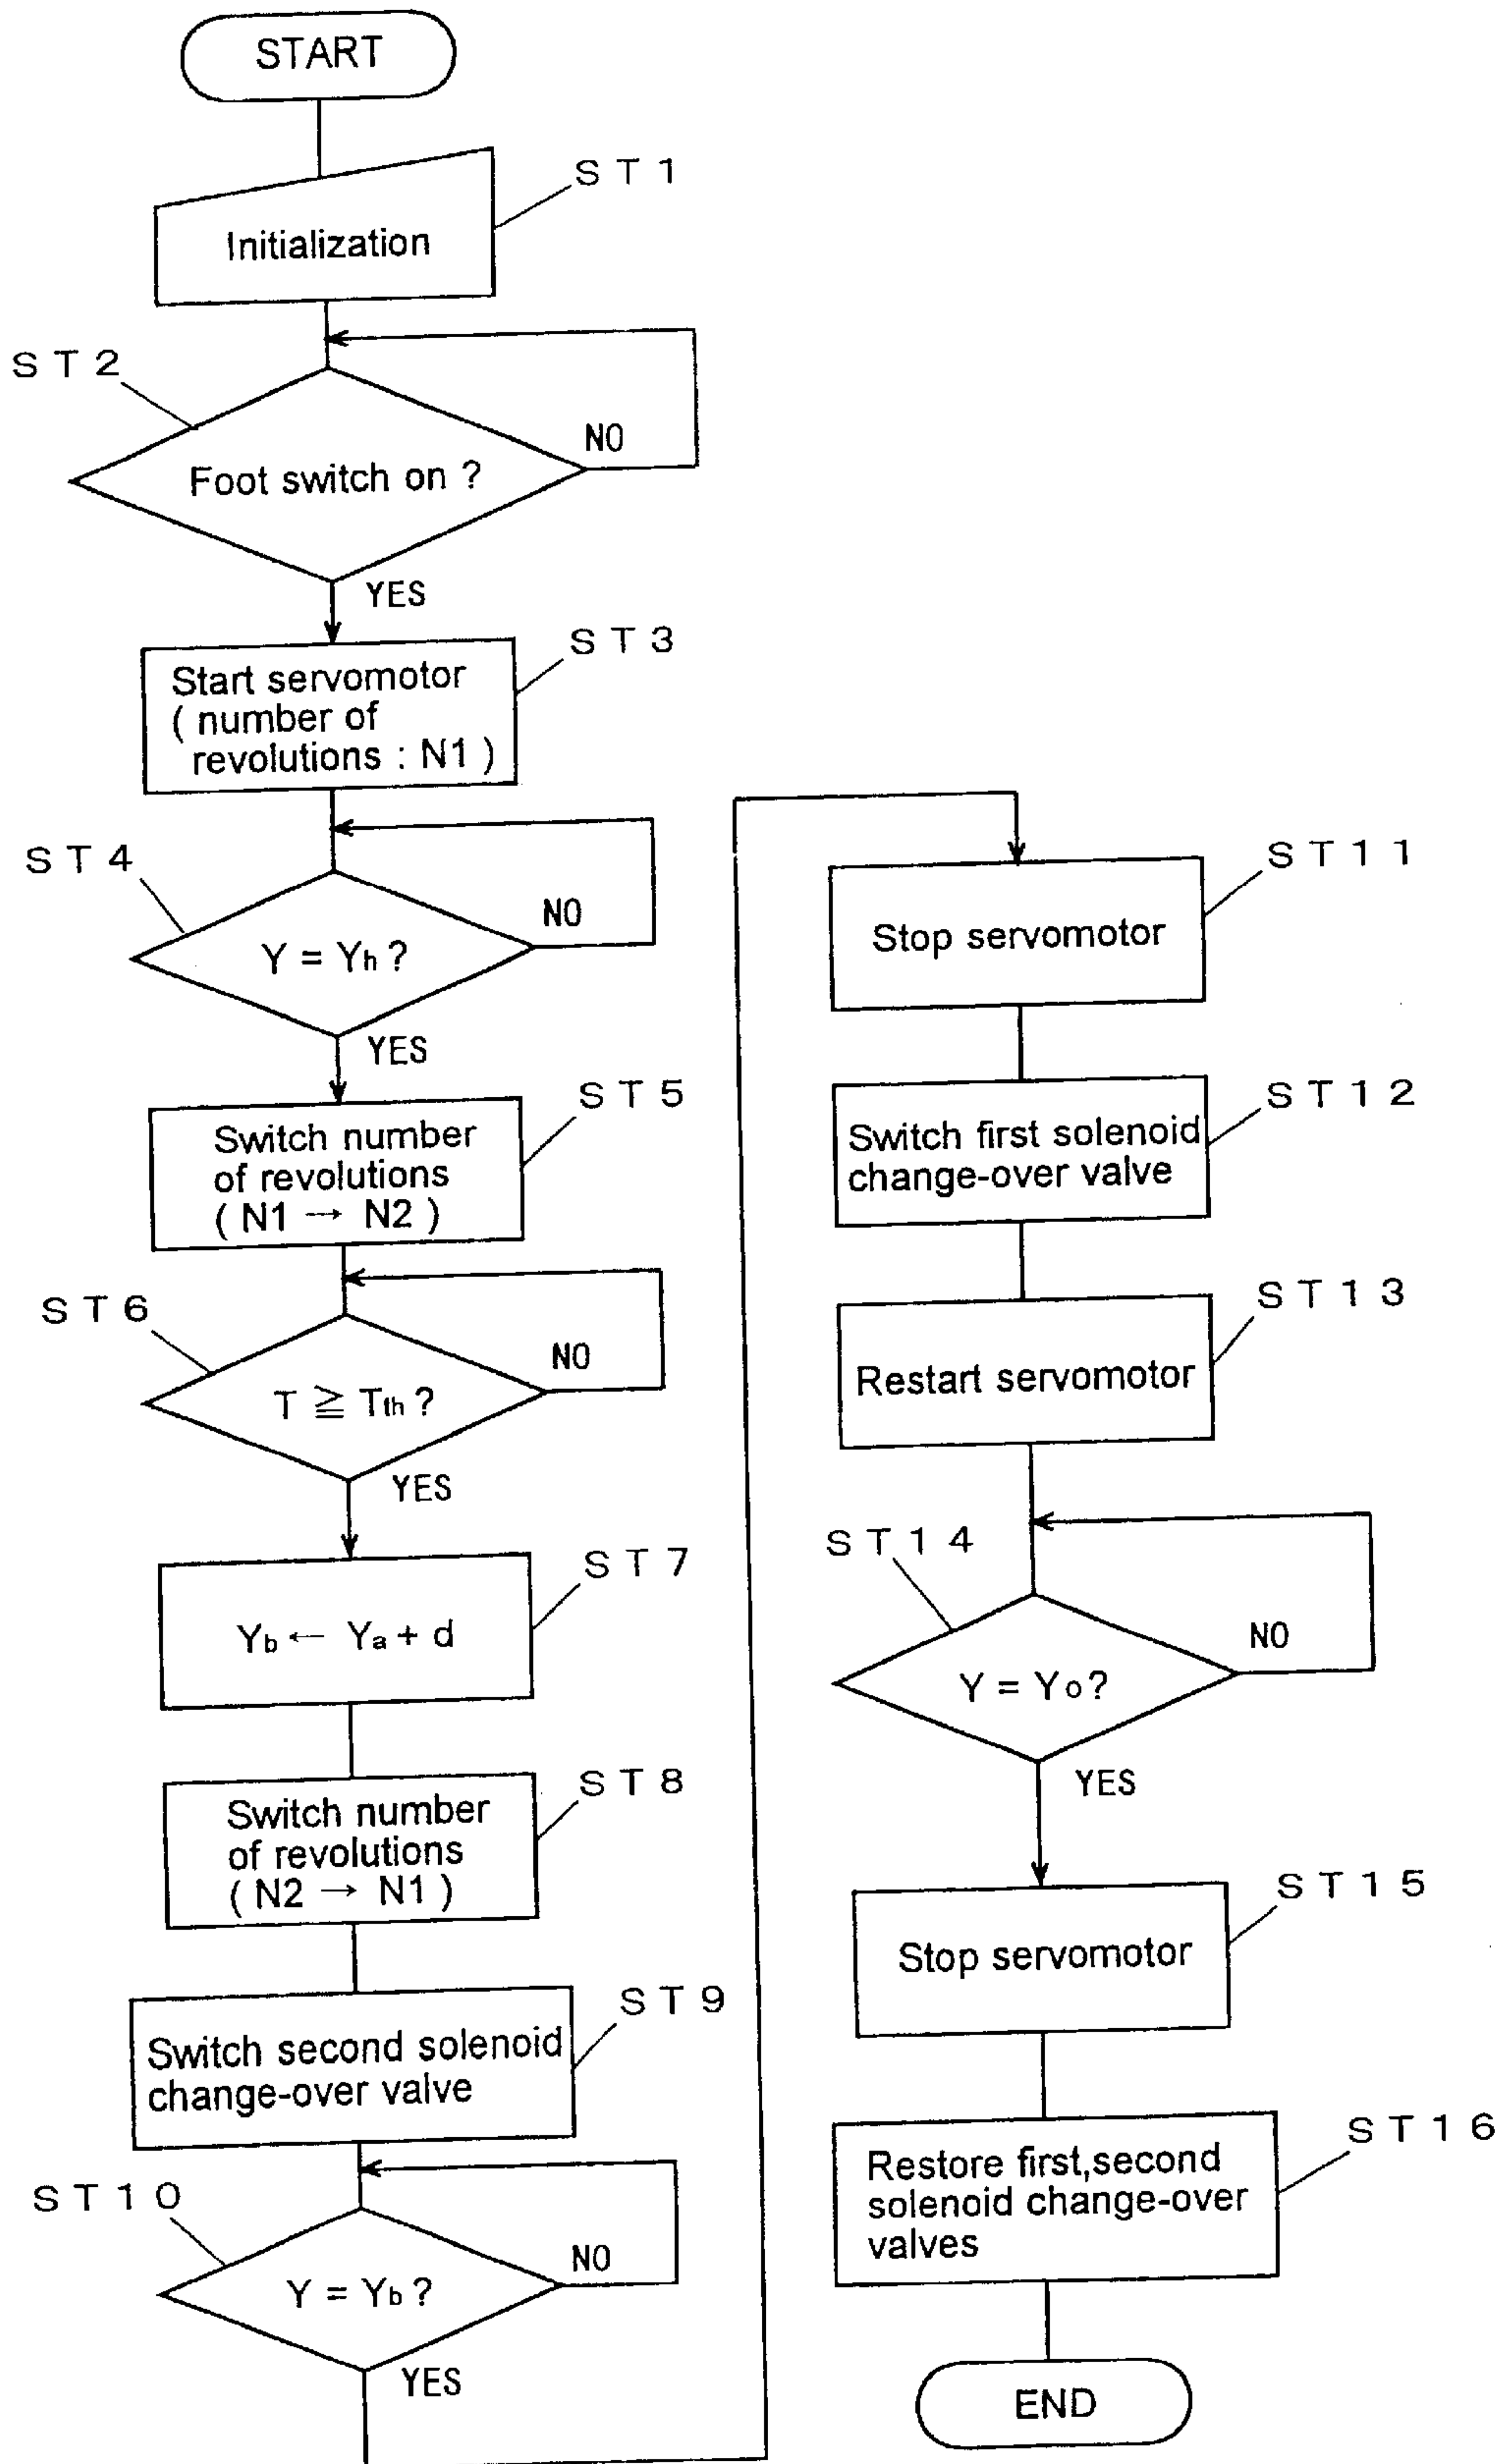 START
ST1
Initialization
ST2
NO
Foot switch on ?
YES
ST3
Start servomotor
( number of
revolutions : N1 )
ST4
NO
Y = Yh ?
YES
ST5
Switch number
of revolutions
( N1 → N2 )
ST6
NO
T ≧ Tth ?
YES
ST7
Yb ← Ya + d
ST8
Switch number
of revolutions
( N2 → N1 )
ST9
Switch second solenoid
change-over valve
ST10
NO
Y = Yb ?
YES
ST11
Stop servomotor
ST12
Switch first solenoid
change-over valve
ST13
Restart servomotor
ST14
NO
Y = Yo ?
YES
ST15
Stop servomotor
ST16
Restore first,second
solenoid change-over
valves
END